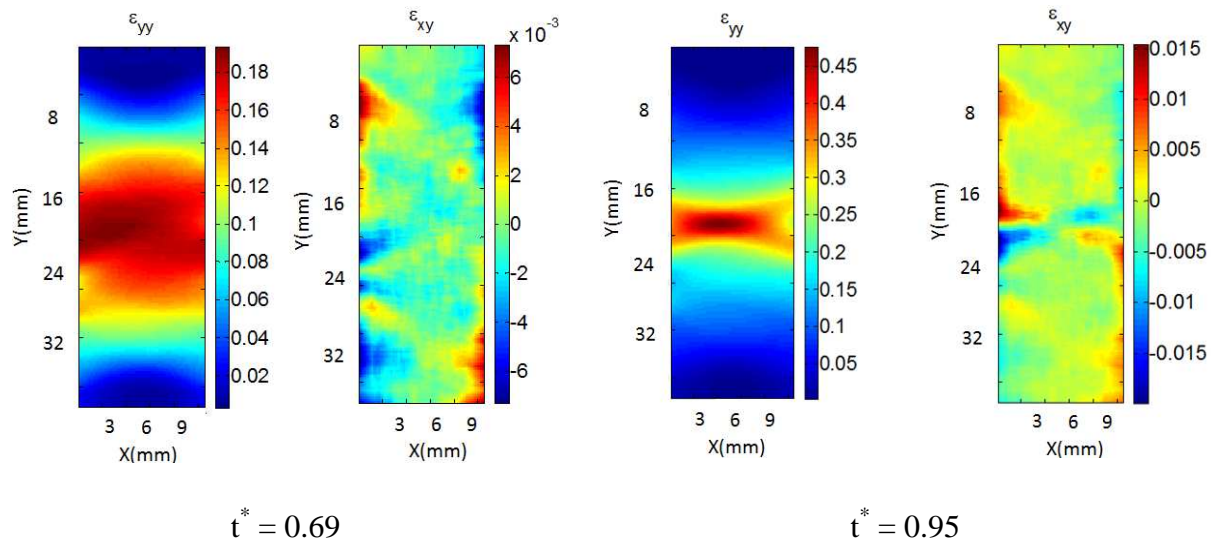 ε_yy
0.18
0.16
0.14
0.12
0.10
0.08
0.06
0.04
0.02
8
16
24
32
Y(mm)
3 6 9
X(mm)
ε_xy
x 10^-3
6
4
2
0
-2
-4
-6
8
16
24
32
Y(mm)
3 6 9
X(mm)
t* = 0.69
ε_yy
0.45
0.4
0.35
0.3
0.25
0.2
0.15
0.1
0.05
8
16
24
32
Y(mm)
3 6 9
X(mm)
ε_xy
0.015
0.01
0.005
0
-0.005
-0.01
-0.015
8
16
24
32
Y(mm)
3 6 9
X(mm)
t* = 0.95